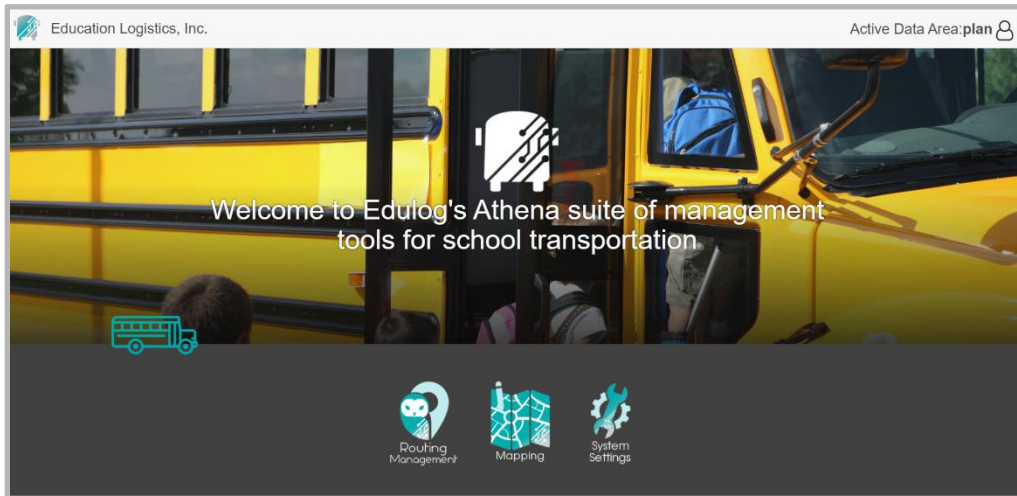 Education Logistics, Inc.
Active Data Area:plan
Welcome to Edulog's Athena suite of management
tools for school transportation
Routing
Management
Mapping
System
Settings